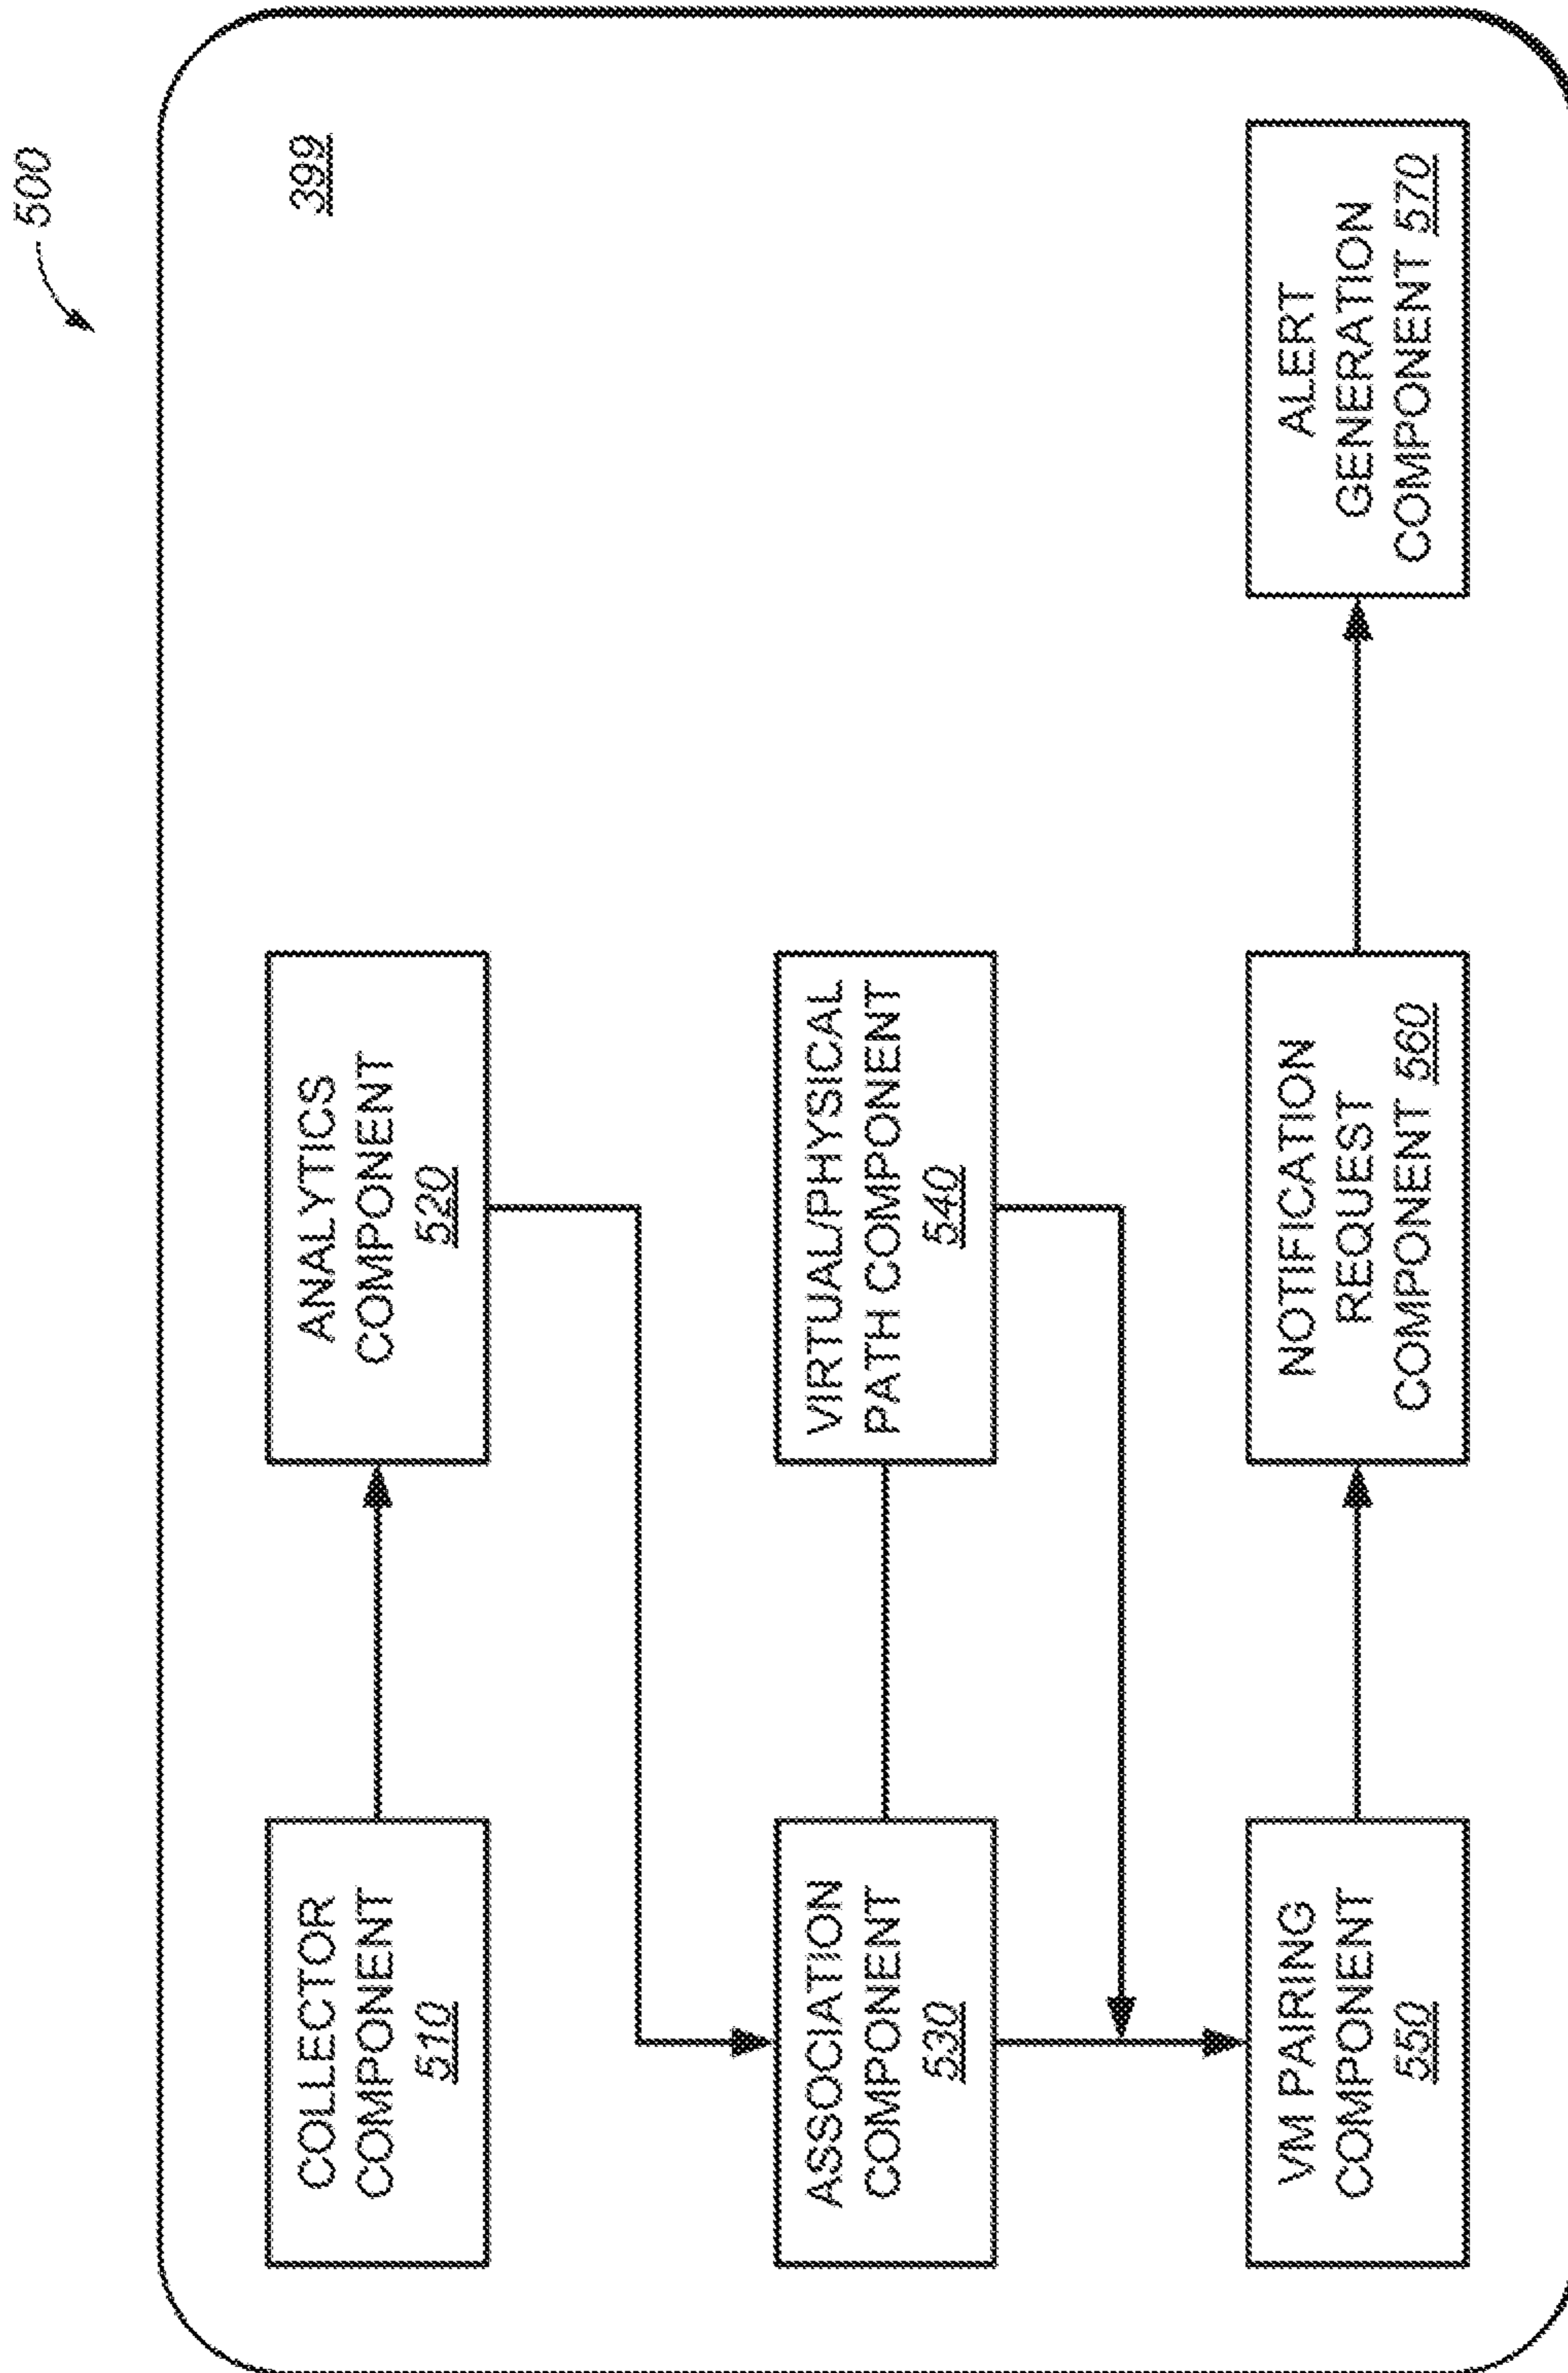 500
399
COLLECTOR
COMPONENT
510
ANALYTICS
COMPONENT
520
ASSOCIATION
COMPONENT
530
VIRTUAL/PHYSICAL
PATH COMPONENT
540
VM PAIRING
COMPONENT
550
NOTIFICATION
REQUEST
COMPONENT 560
ALERT
GENERATION
COMPONENT 570